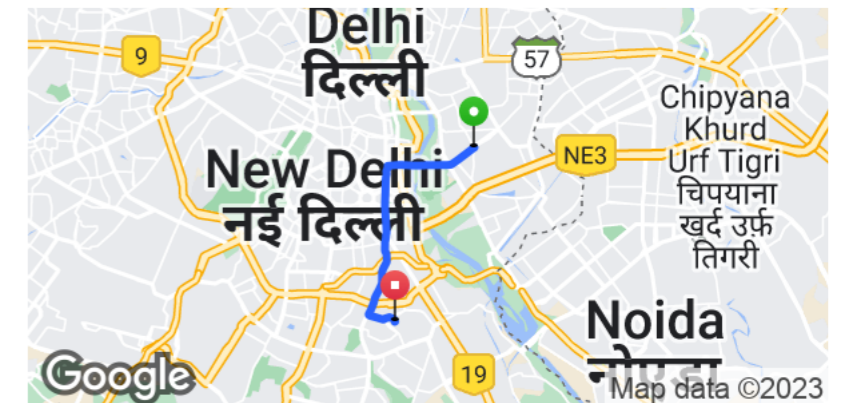 Delhi
दिल्ली
9
57
Chipyana
Khurd
Urf Tigri
चिपयाना
खुर्द उर्फ़
तिगरी
NE3
New Delhi
नई दिल्ली
Noida
नोएडा
19
Google
Map data ©2023